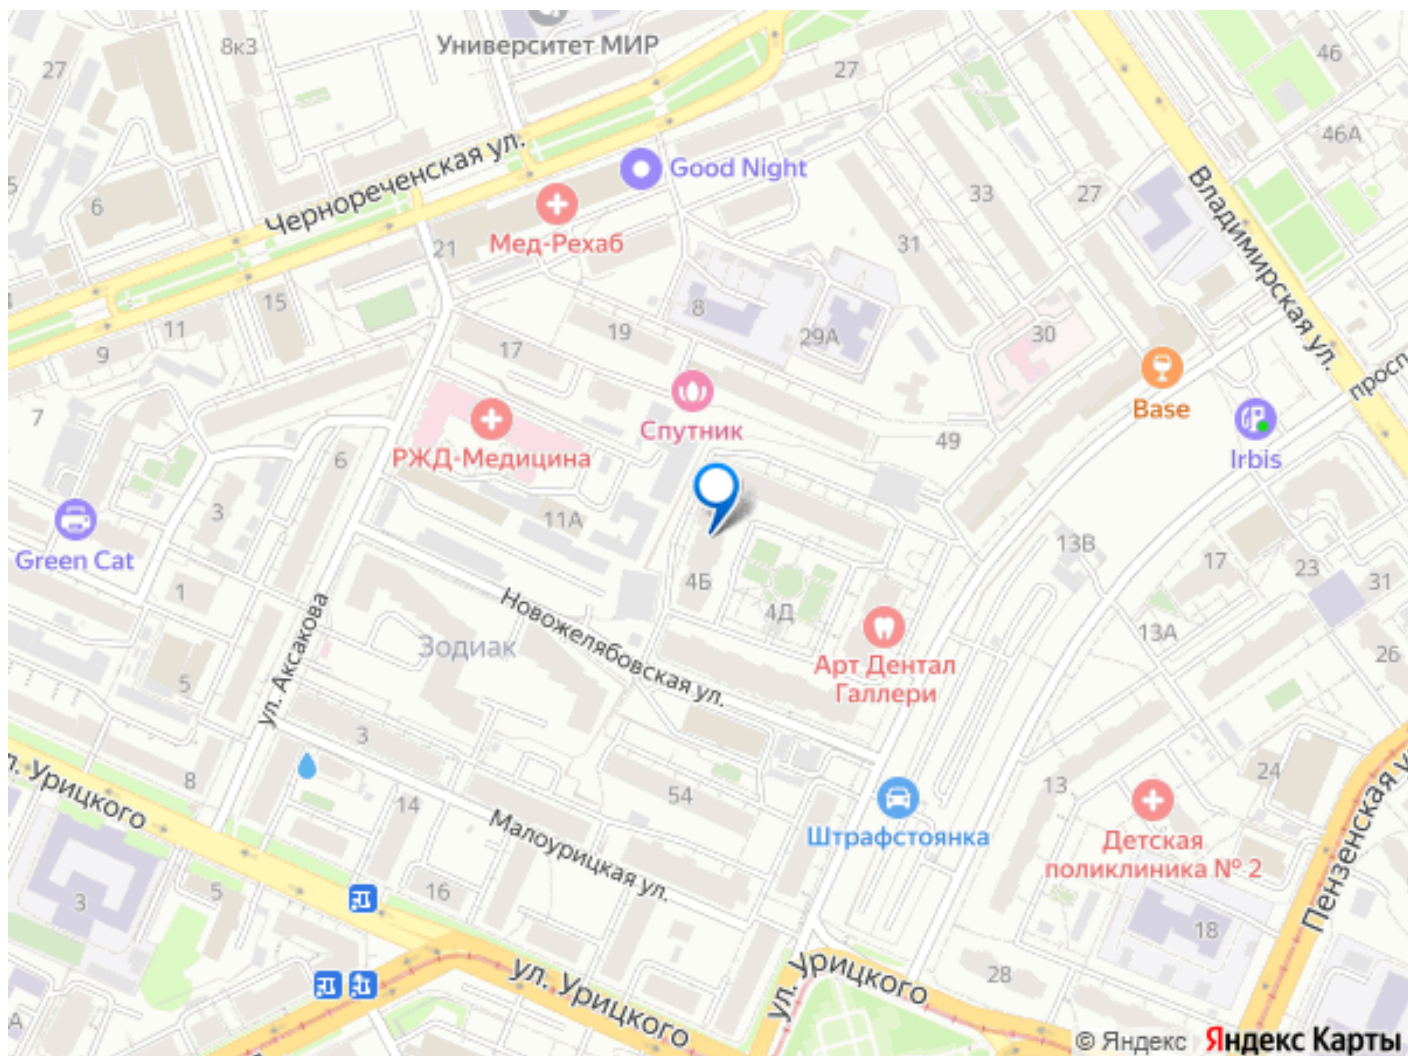 8к3
Университет МИР
27
27
46
46А
Чернореченская ул.
Good Night
Мед-Рехаб
6
21
33
27
31
Владимирская ул.
15
11
9
7
19
17
8
29А
30
Base
просп
Irbis
Спутник
49
РЖД-Медицина
6
11А
3
Green Cat
1
5
ул. Аксакова
Зодиак
Новожелябовская ул.
4Б
4Д
Арт Дентал
Галлери
13В
17
23
31
13А
26
3
8
14
16
54
Малоурицкая ул.
Штрафстоянка
13
24
Детская
поликлиника № 2
18
Пензенская у
л. Урицкого
5
3
ул. Урицкого
ул. Урицкого
28
А
© Яндекс Яндекс Карты